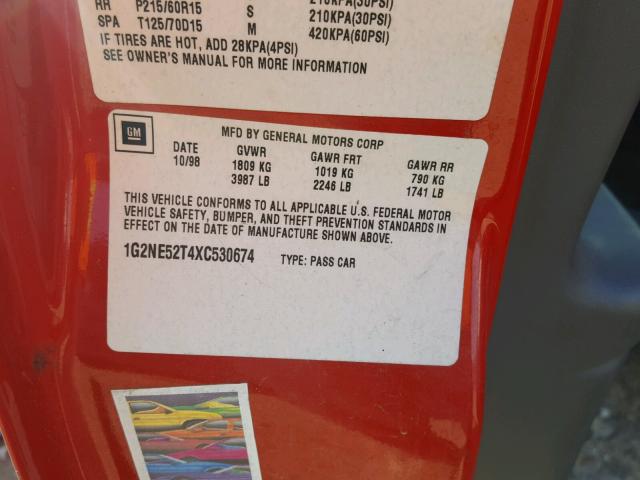 210KPA(30PSI)
RR P215/60R15 S 210KPA(30PSI)
SPA T125/70D15 M 420KPA(60PSI)
IF TIRES ARE HOT, ADD 28KPA(4PSI)
SEE OWNER'S MANUAL FOR MORE INFORMATION
GM
MFD BY GENERAL MOTORS CORP
DATE GVWR GAWR FRT GAWR RR
10/98 1809 KG 1019 KG 790 KG
3987 LB 2246 LB 1741 LB
THIS VEHICLE CONFORMS TO ALL APPLICABLE U.S. FEDERAL MOTOR
VEHICLE SAFETY, BUMPER, AND THEFT PREVENTION STANDARDS IN
EFFECT ON THE DATE OF MANUFACTURE SHOWN ABOVE.
1G2NE52T4XC530674 TYPE: PASS CAR